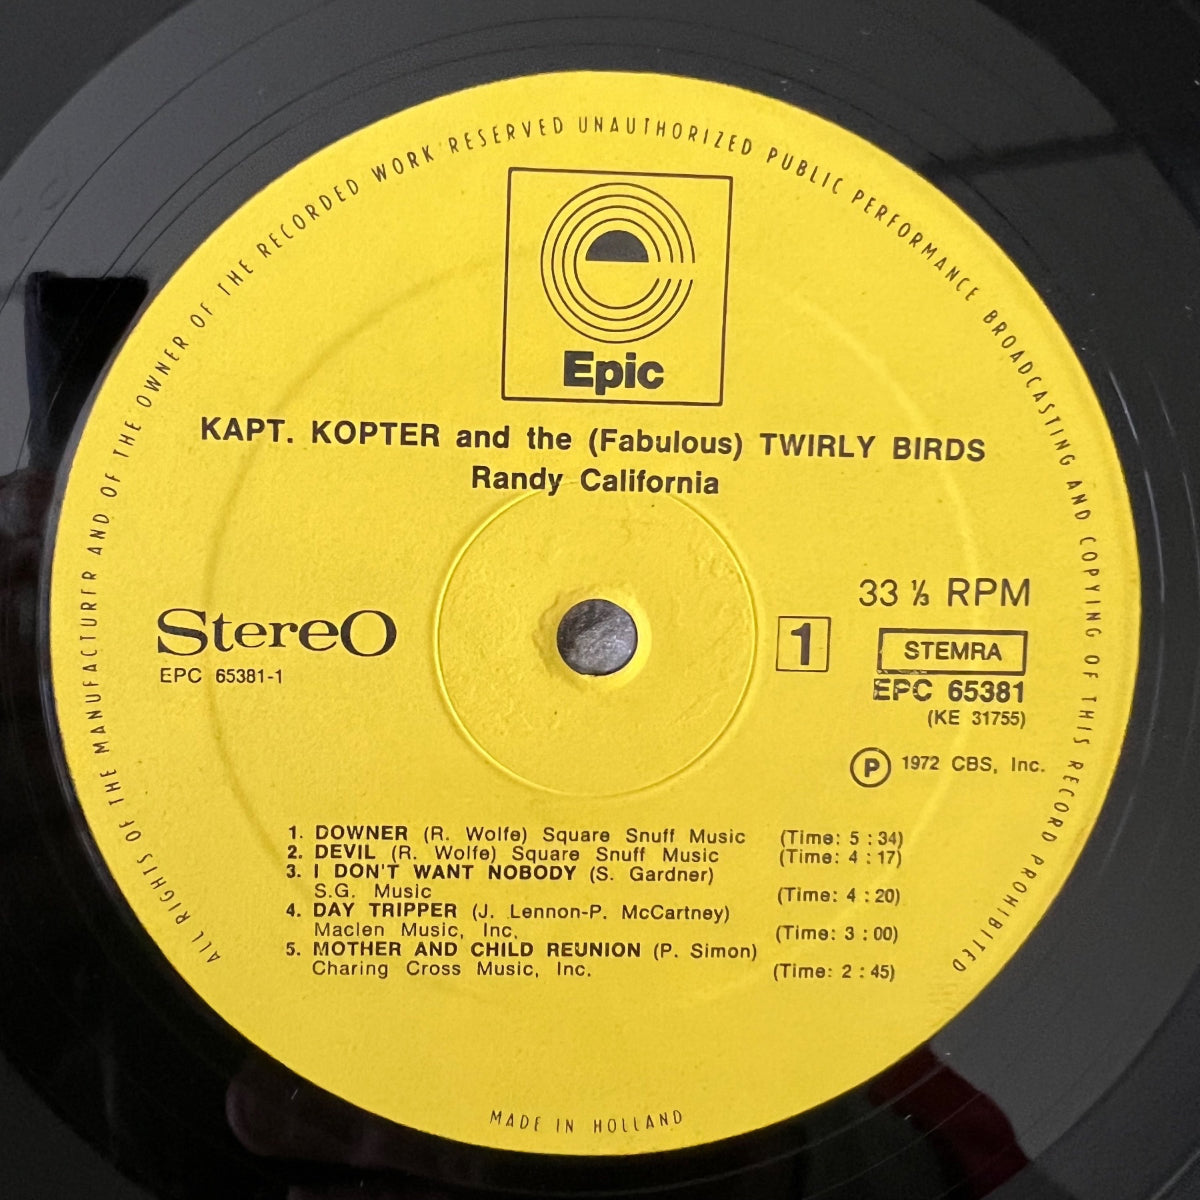 ALL RIGHTS OF THE MANUFACTURER AND OF THE OWNER OF THE RECORDED WORK RESERVED UNAUTHORIZED PUBLIC PERFORMANCE BROADCASTING AND COPYING OF THIS RECORD PROHIBITED
Epic
KAPT. KOPTER and the (Fabulous) TWIRLY BIRDS
Randy California
33 ⅓ RPM
StereO
1
STEMRA
EPC 65381-1
EPC 65381
(KE 31755)
Ⓟ 1972 CBS, Inc.
1. DOWNER (R. Wolfe) Square Snuff Music (Time: 5 : 34)
2. DEVIL (R. Wolfe) Square Snuff Music (Time: 4 : 17)
3. I DON'T WANT NOBODY (S. Gardner)
S.G. Music (Time: 4 : 20)
4. DAY TRIPPER (J. Lennon-P. McCartney)
Maclen Music, Inc. (Time: 3 : 00)
5. MOTHER AND CHILD REUNION (P. Simon)
Charing Cross Music, Inc. (Time: 2 : 45)
MADE IN HOLLAND